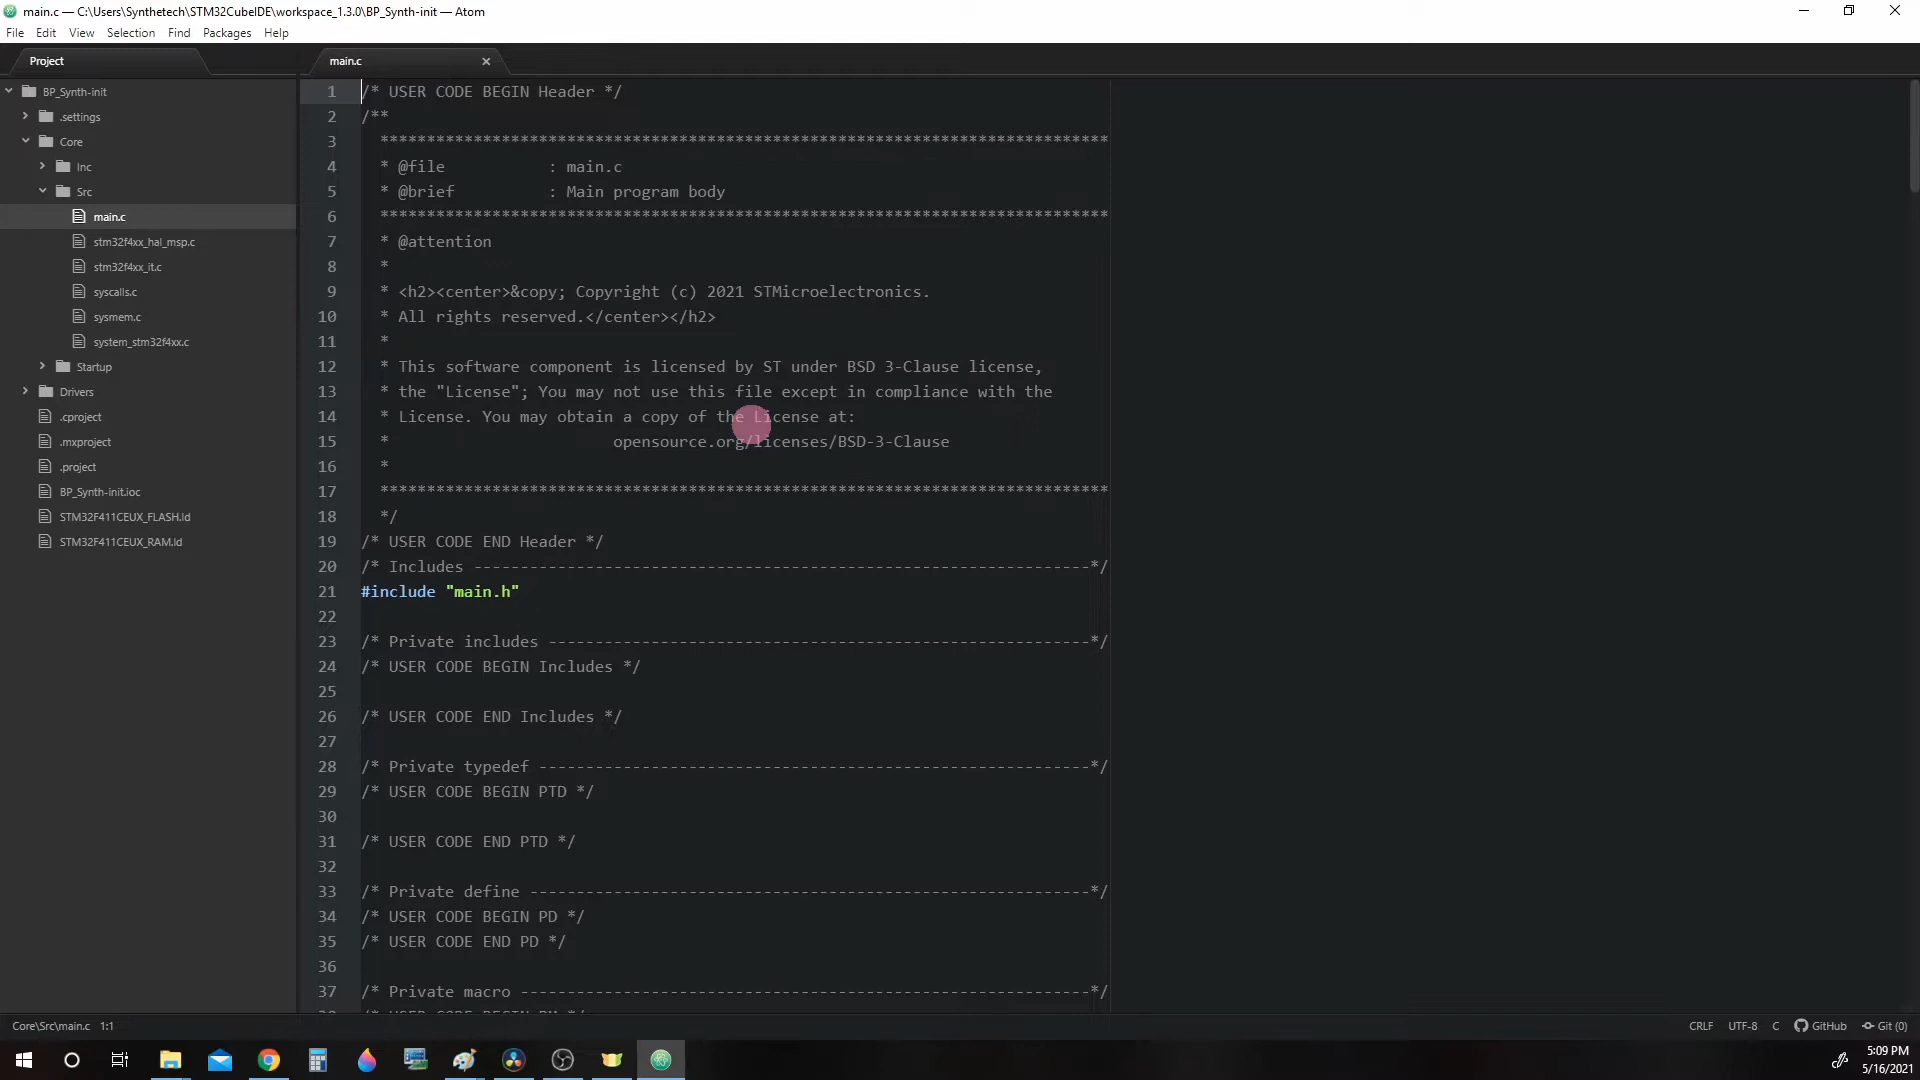 main.c — C:\Users\Synthetech\STM32CubeIDE\workspace_1.3.0\BP_Synth-init — Atom
File Edit View Selection Find Packages Help
Project
main.c
BP_Synth-init
.settings
Core
Inc
Src
main.c
stm32f4xx_hal_msp.c
stm32f4xx_it.c
syscalls.c
sysmem.c
system_stm32f4xx.c
Startup
Drivers
.cproject
.mxproject
.project
BP_Synth-init.ioc
STM32F411CEUX_FLASH.ld
STM32F411CEUX_RAM.ld
1 /* USER CODE BEGIN Header */
2 /**
3 ******************************************************************************
4 * @file : main.c
5 * @brief : Main program body
6 ******************************************************************************
7 * @attention
8 *
9 * <h2><center>&copy; Copyright (c) 2021 STMicroelectronics.
10 * All rights reserved.</center></h2>
11 *
12 * This software component is licensed by ST under BSD 3-Clause license,
13 * the "License"; You may not use this file except in compliance with the
14 * License. You may obtain a copy of the License at:
15 * opensource.org/licenses/BSD-3-Clause
16 *
17 ******************************************************************************
18 */
19 /* USER CODE END Header */
20 /* Includes ------------------------------------------------------------------*/
21 #include "main.h"
22
23 /* Private includes ----------------------------------------------------------*/
24 /* USER CODE BEGIN Includes */
25
26 /* USER CODE END Includes */
27
28 /* Private typedef -----------------------------------------------------------*/
29 /* USER CODE BEGIN PTD */
30
31 /* USER CODE END PTD */
32
33 /* Private define ------------------------------------------------------------*/
34 /* USER CODE BEGIN PD */
35 /* USER CODE END PD */
36
37 /* Private macro -------------------------------------------------------------*/
Core\Src\main.c 1:1
CRLF UTF-8 C GitHub Git (0)
5:09 PM
5/16/2021